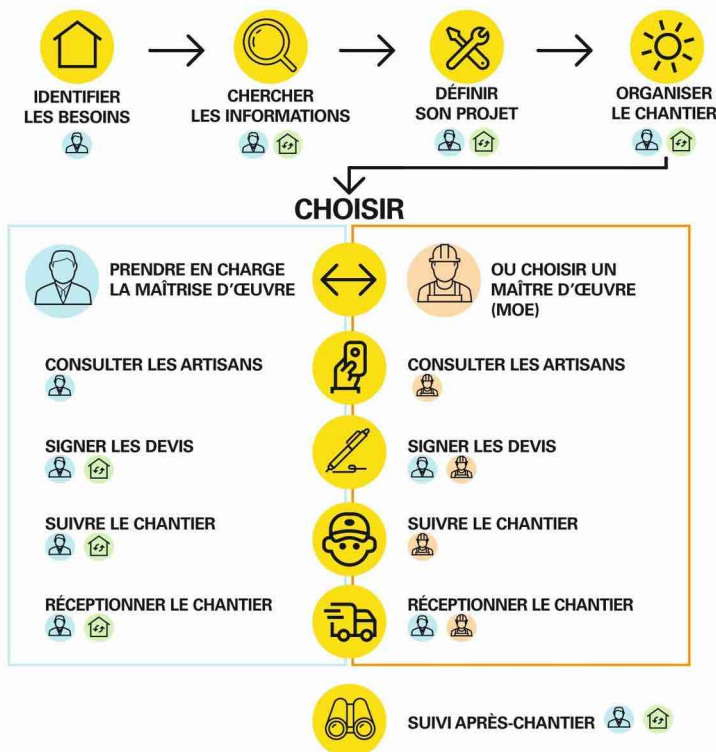 IDENTIFIER
LES BESOINS
CHERCHER
LES INFORMATIONS
DÉFINIR
SON PROJET
ORGANISER
LE CHANTIER
CHOISIR
PRENDRE EN CHARGE
LA MAÎTRISE D'ŒUVRE
OU CHOISIR UN
MAÎTRE D'ŒUVRE
(MOE)
CONSULTER LES ARTISANS
CONSULTER LES ARTISANS
SIGNER LES DEVIS
SIGNER LES DEVIS
SUIVRE LE CHANTIER
SUIVRE LE CHANTIER
RÉCEPTIONNER LE CHANTIER
RÉCEPTIONNER LE CHANTIER
SUIVI APRÈS-CHANTIER